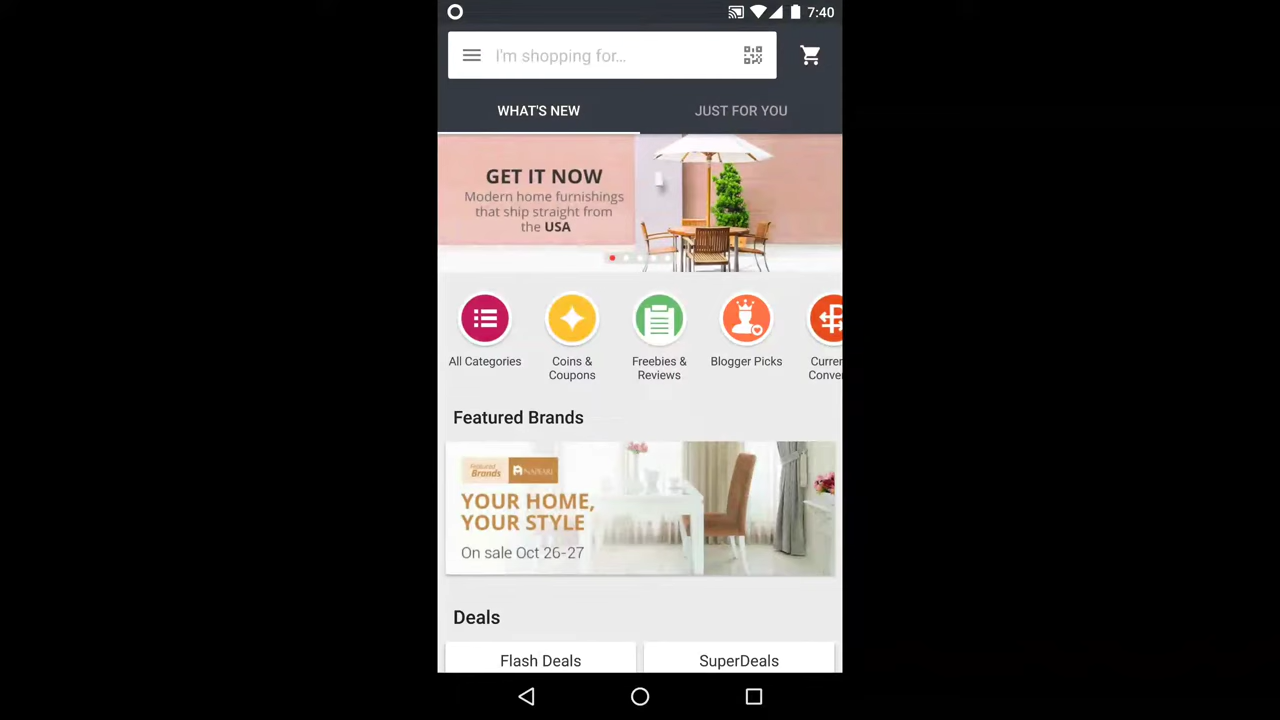 7:40
I'm shopping for...
WHAT'S NEW
JUST FOR YOU
GET IT NOW
Modern home furnishings
that ship straight from
the USA
All Categories
Coins &
Coupons
Freebies &
Reviews
Blogger Picks
Curren
Conve
Featured Brands
Featured
Brands
YOUR HOME,
YOUR STYLE
On sale Oct 26-27
Deals
Flash Deals
SuperDeals